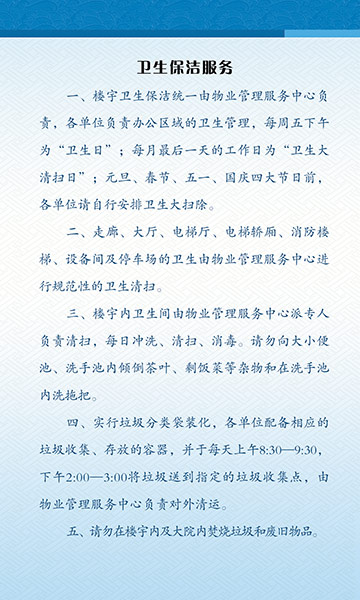 卫生保洁服务
一、楼宇卫生保洁统一由物业管理服务中心负
责，各单位负责办公区域的卫生管理，每周五下午
为“卫生日”；每月最后一天的工作日为“卫生大
清扫日”；元旦、春节、五一、国庆四大节日前，
各单位请自行安排卫生大扫除。
二、走廊、大厅、电梯厅、电梯轿厢、消防楼
梯、设备间及停车场的卫生由物业管理服务中心进
行规范性的卫生清扫。
三、楼宇内卫生间由物业管理服务中心派专人
负责清扫，每日冲洗、清扫、消毒。请勿向大小便
池、洗手池内倾倒茶叶、剩饭菜等杂物和在洗手池
内洗拖把。
四、实行垃圾分类袋装化，各单位配备相应的
垃圾收集、存放的容器，并于每天上午8:30—9:30，
下午2:00—3:00将垃圾送到指定的垃圾收集点，由
物业管理服务中心负责对外清运。
五、请勿在楼宇内及大院内焚烧垃圾和废旧物品。